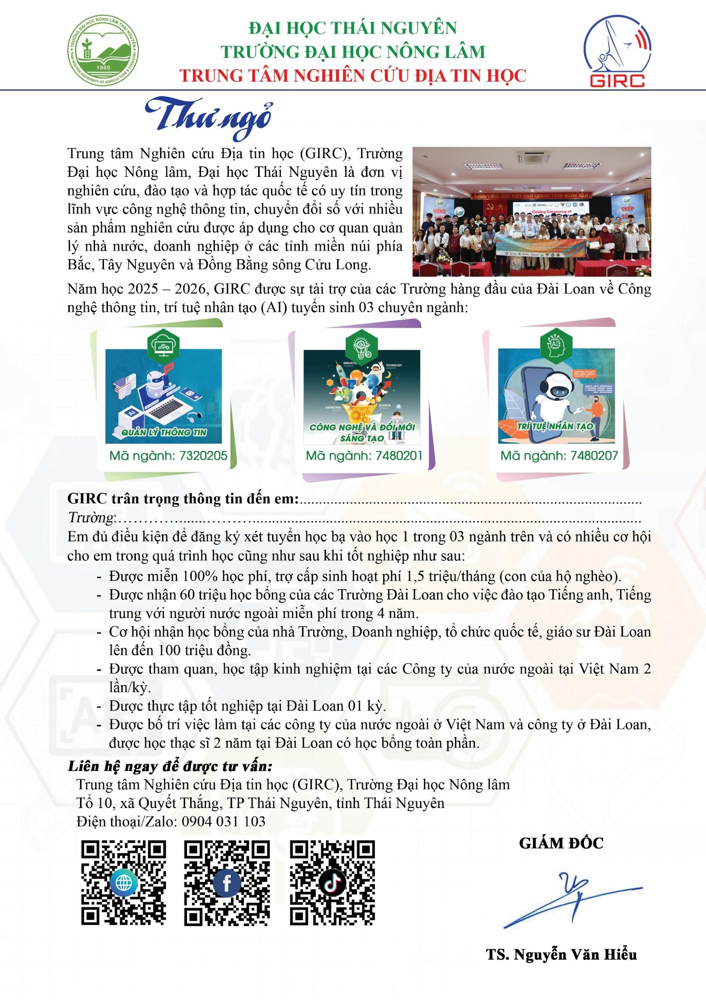 TRƯỜNG ĐẠI HỌC NÔNG LÂM THÁI NGUYÊN
THAI NGUYEN UNIVERSITY OF AGRICULTURE & FORESTRY
1969
ĐẠI HỌC THÁI NGUYÊN
TRƯỜNG ĐẠI HỌC NÔNG LÂM
TRUNG TÂM NGHIÊN CỨU ĐỊA TIN HỌC
GIRC
Thư ngỏ
Trung tâm Nghiên cứu Địa tin học (GIRC), Trường
Đại học Nông lâm, Đại học Thái Nguyên là đơn vị
nghiên cứu, đào tạo và hợp tác quốc tế có uy tín trong
lĩnh vực công nghệ thông tin, chuyển đổi số với nhiều
sản phẩm nghiên cứu được áp dụng cho cơ quan quản
lý nhà nước, doanh nghiệp ở các tỉnh miền núi phía
Bắc, Tây Nguyên và Đồng Bằng sông Cửu Long.
ĐẢNG CỘNG SẢN VIỆT NAM QUANG VINH MUÔN NĂM
Closing Ceremony of
NÂNG
CHẮP
2025 Advanced Institute on
Năm học 2025 – 2026, GIRC được sự tài trợ của các Trường hàng đầu của Đài Loan về Công
nghệ thông tin, trí tuệ nhân tạo (AI) tuyển sinh 03 chuyên ngành:
AI
QUẢN LÝ THÔNG TIN
Mã ngành: 7320205
TECHNOLOGY
ENGINEERING
BUSINESS
LEARN
CÔNG NGHỆ VÀ ĐỔI MỚI
SÁNG TẠO
Mã ngành: 7480201
AI
TRÍ TUỆ NHÂN TẠO
Mã ngành: 7480207
GIRC trân trọng thông tin đến em:...........................................................................................
Trường:.....................................................................................................................................
Em đủ điều kiện để đăng ký xét tuyển học bạ vào học 1 trong 03 ngành trên và có nhiều cơ hội
cho em trong quá trình học cũng như sau khi tốt nghiệp như sau:
- Được miễn 100% học phí, trợ cấp sinh hoạt phí 1,5 triệu/tháng (con của hộ nghèo).
- Được nhận 60 triệu học bổng của các Trường Đài Loan cho việc đào tạo Tiếng anh, Tiếng
trung với người nước ngoài miễn phí trong 4 năm.
- Cơ hội nhận học bổng của nhà Trường, Doanh nghiệp, tổ chức quốc tế, giáo sư Đài Loan
lên đến 100 triệu đồng.
- Được tham quan, học tập kinh nghiệm tại các Công ty của nước ngoài tại Việt Nam 2
lần/kỳ.
- Được thực tập tốt nghiệp tại Đài Loan 01 kỳ.
- Được bố trí việc làm tại các công ty của nước ngoài ở Việt Nam và công ty ở Đài Loan,
được học thạc sĩ 2 năm tại Đài Loan có học bổng toàn phần.
Liên hệ ngay để được tư vấn:
Trung tâm Nghiên cứu Địa tin học (GIRC), Trường Đại học Nông lâm
Tổ 10, xã Quyết Thắng, TP Thái Nguyên, tỉnh Thái Nguyên
Điện thoại/Zalo: 0904 031 103
GIÁM ĐỐC
TS. Nguyễn Văn Hiểu